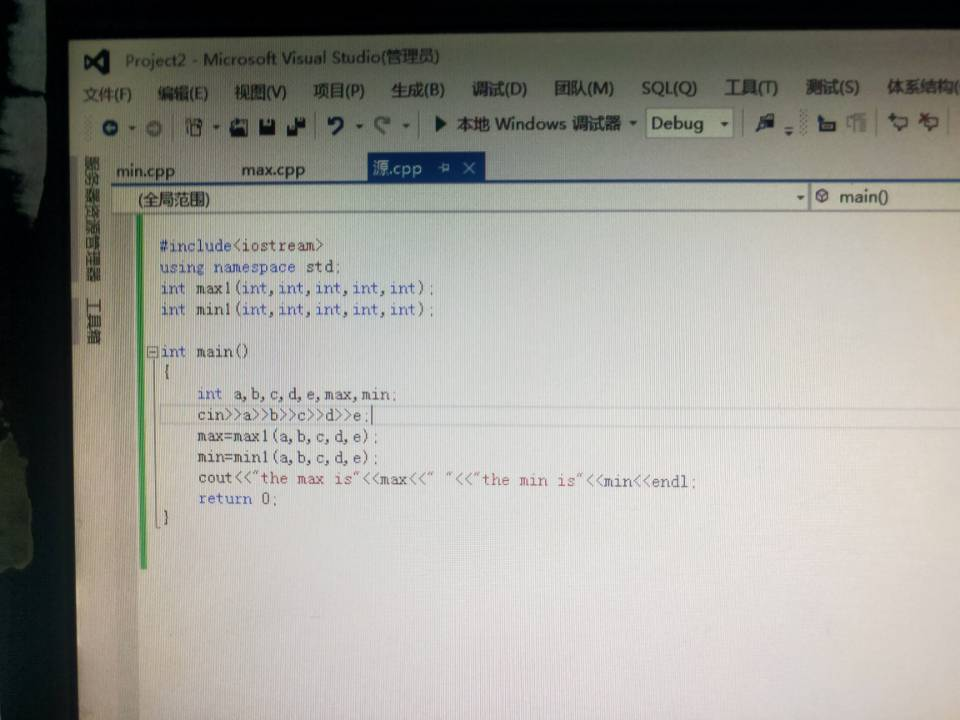 Project2 - Microsoft Visual Studio(管理员)
文件(F) 编辑(E) 视图(V) 项目(P) 生成(B) 调试(D) 团队(M) SQL(Q) 工具(T) 测试(S) 体系结构(
本地 Windows 调试器 Debug
服务器资源管理器
工具箱
min.cpp max.cpp 源.cpp
(全局范围) main()
#include<iostream>
using namespace std;
int max1(int,int,int,int,int);
int min1(int,int,int,int,int);
int main()
{
int a,b,c,d,e,max,min;
cin>>a>>b>>c>>d>>e;
max=max1(a,b,c,d,e);
min=min1(a,b,c,d,e);
cout<<"the max is"<<max<<" "<<"the min is"<<min<<endl;
return 0;
}